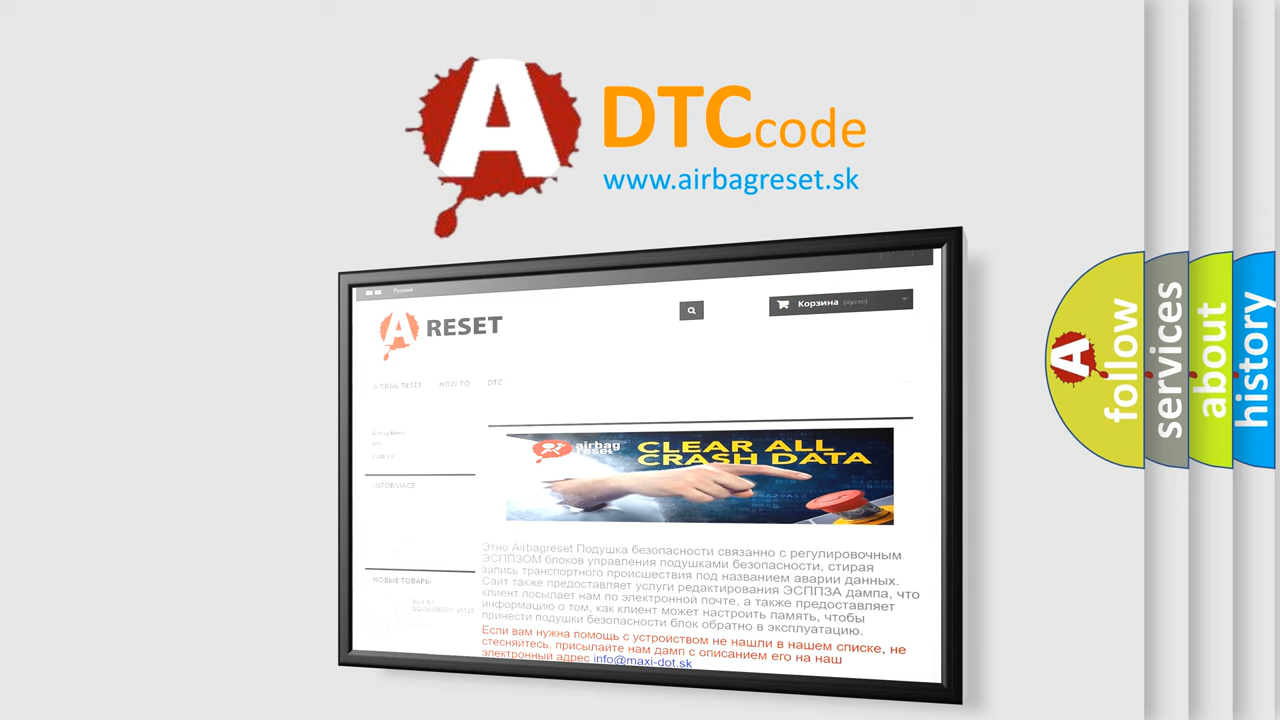 A
DTCcode
www.airbagreset.sk
Русский
A RESET
Корзина (пусто)
AIRBAG RESET HOW TO DTC
Airbag Reset
DTC
INFORMACE
airbag
reset
CLEAR ALL
CRASH DATA
НОВЫЕ ТОВАРЫ
Этно Airbagreset Подушка безопасности связанно с регулировочным
ЭСППЗОМ блоков управления подушками безопасности, стирая
запись транспортного происшествия под названием аварии данных.
Сайт также предоставляет услуги редактирования ЭСППЗА дампа, что
клиент посылает нам по электронной почте, а также предоставляет
информацию о том, как клиент может настроить память, чтобы
принести подушки безопасности блок обратно в эксплуатацию.
Если вам нужна помощь с устройством не нашли в нашем списке, не
стесняйтесь, присылайте нам дамп с описанием его на наш
электронный адрес info@maxi-dot.sk
A
follow
services
about
history